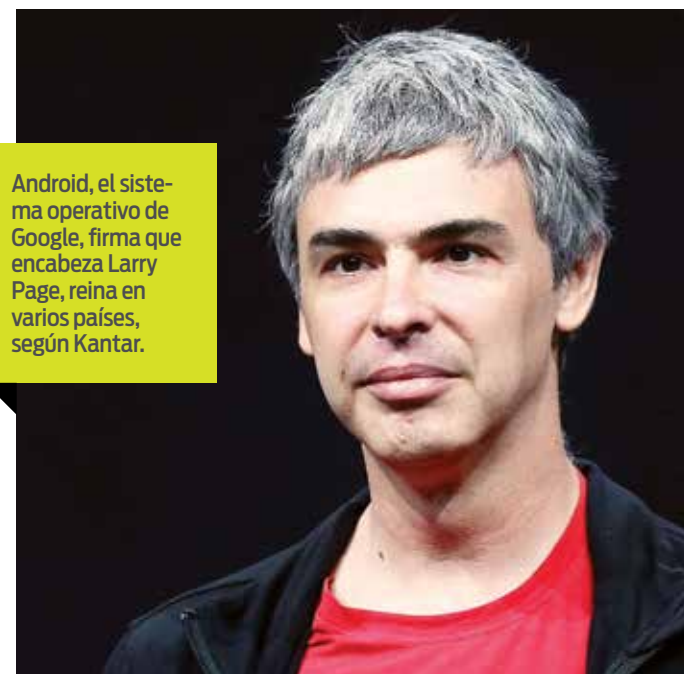 Android, el siste-
ma operativo de
Google, firma que
encabeza Larry
Page, reina en
varios países,
según Kantar.